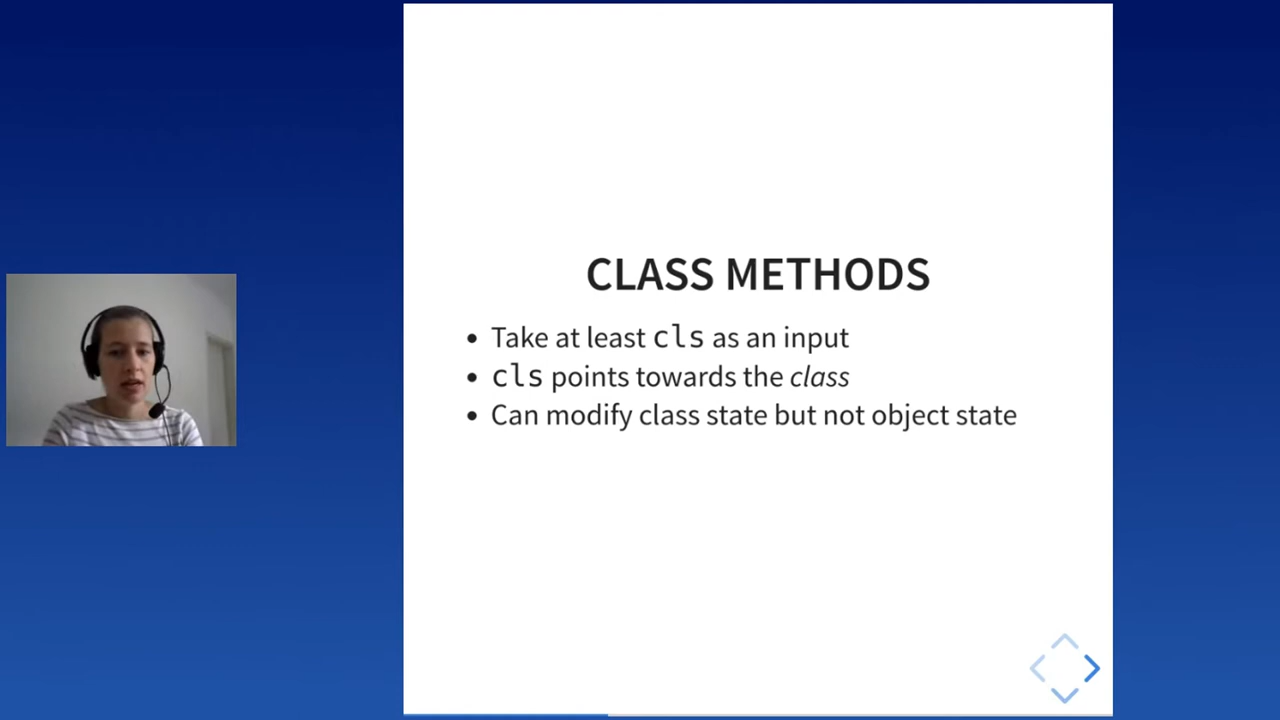 CLASS METHODS
• Take at least cls as an input
• cls points towards the class
• Can modify class state but not object state